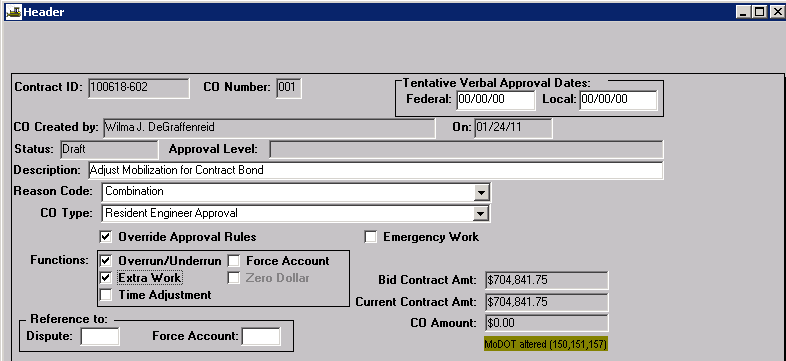 Header
Contract ID: 100618-602 CO Number: 001
Tentative Verbal Approval Dates:
Federal: 00/00/00 Local: 00/00/00
CO Created by: Wilma J. DeGraffenreid On: 01/24/11
Status: Draft Approval Level:
Description: Adjust Mobilization for Contract Bond
Reason Code: Combination
CO Type: Resident Engineer Approval
Override Approval Rules Emergency Work
Functions: Overrun/Underrun Force Account
Extra Work Zero Dollar
Time Adjustment
Bid Contract Amt: $704,841.75
Current Contract Amt: $704,841.75
CO Amount: $0.00
Reference to:
Dispute: Force Account:
MoDOT altered (150,151,157)